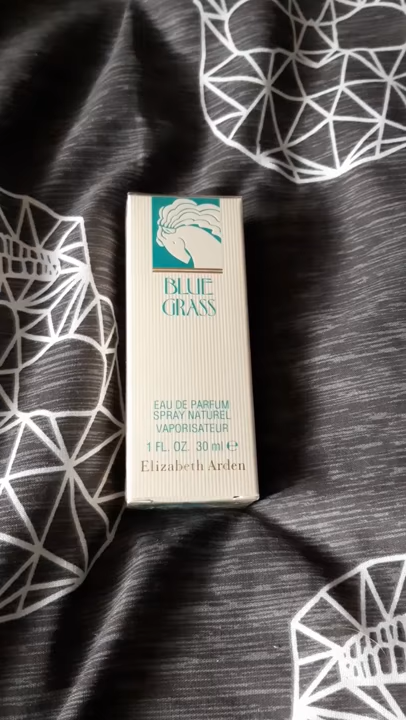 BLUE
GRASS
EAU DE PARFUM
SPRAY NATUREL
VAPORISATEUR
1 FL. OZ. 30 ml ℮
Elizabeth Arden